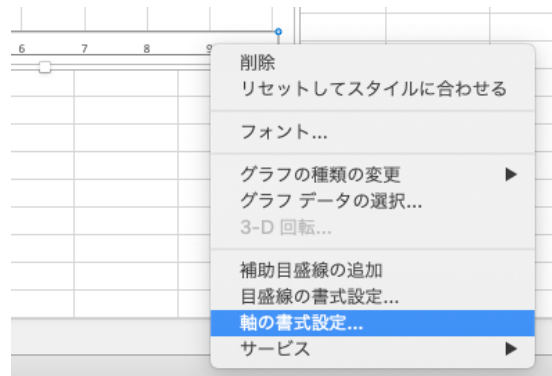 6 7 8 9
削除
リセットしてスタイルに合わせる
フォント...
グラフの種類の変更
グラフ データの選択...
3-D 回転...
補助目盛線の追加
目盛線の書式設定...
軸の書式設定...
サービス